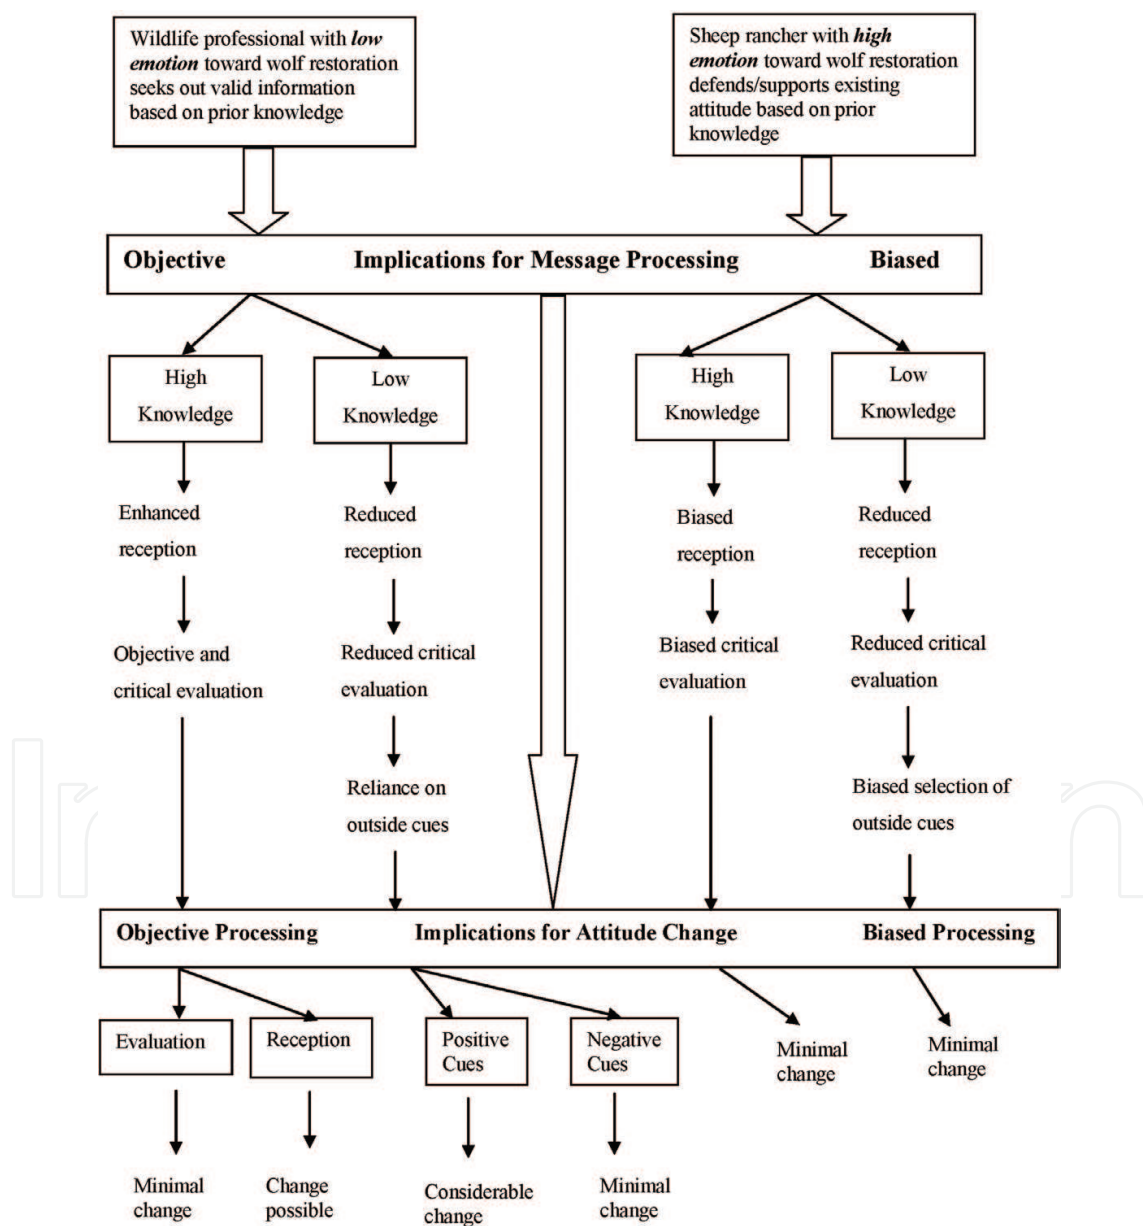 Wildlife professional with low
emotion toward wolf restoration
seeks out valid information
based on prior knowledge
Sheep rancher with high
emotion toward wolf restoration
defends/supports existing
attitude based on prior
knowledge
Objective Implications for Message Processing Biased
High
Knowledge
Low
Knowledge
High
Knowledge
Low
Knowledge
Enhanced
reception
Reduced
reception
Biased
reception
Reduced
reception
Objective and
critical evaluation
Reduced critical
evaluation
Biased critical
evaluation
Reduced critical
evaluation
Reliance on
outside cues
Biased selection of
outside cues
Objective Processing Implications for Attitude Change Biased Processing
Evaluation
Reception
Positive
Cues
Negative
Cues
Minimal
change
Minimal
change
Minimal
change
Change
possible
Considerable
change
Minimal
change